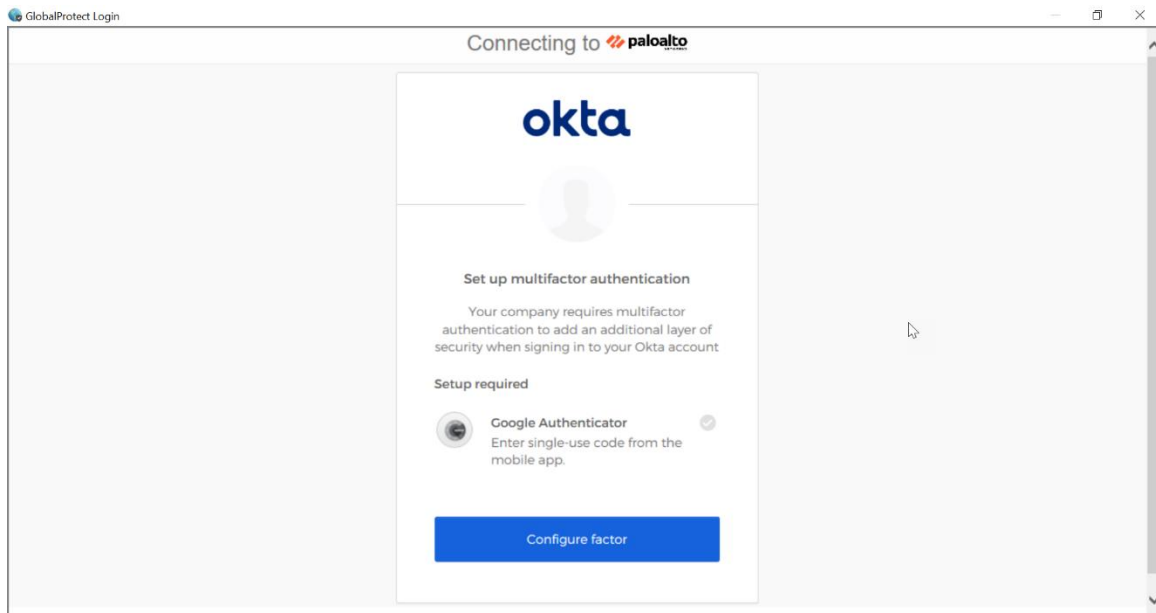 GlobalProtect Login
Connecting to paloalto
okta
Set up multifactor authentication
Your company requires multifactor
authentication to add an additional layer of
security when signing in to your Okta account
Setup required
Google Authenticator
Enter single-use code from the
mobile app.
Configure factor